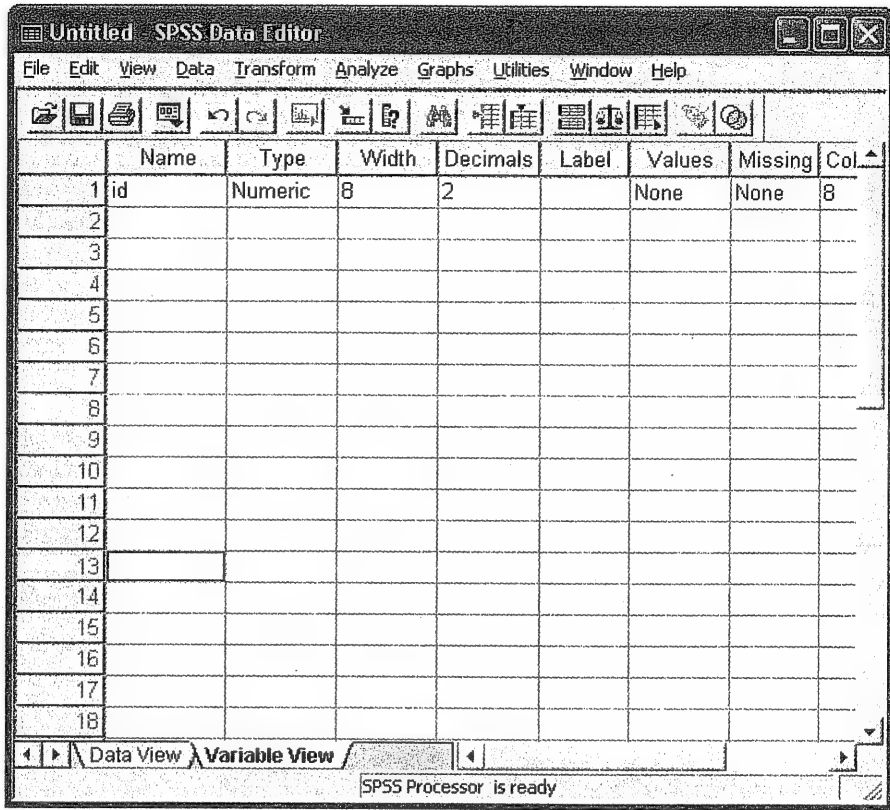 Untitled - SPSS Data Editor
File Edit View Data Transform Analyze Graphs Utilities Window Help
Name Type Width Decimals Label Values Missing Col
1 id Numeric 8 2 None None 8
2
3
4
5
6
7
8
9
10
11
12
13
14
15
16
17
18
Data View Variable View
SPSS Processor is ready